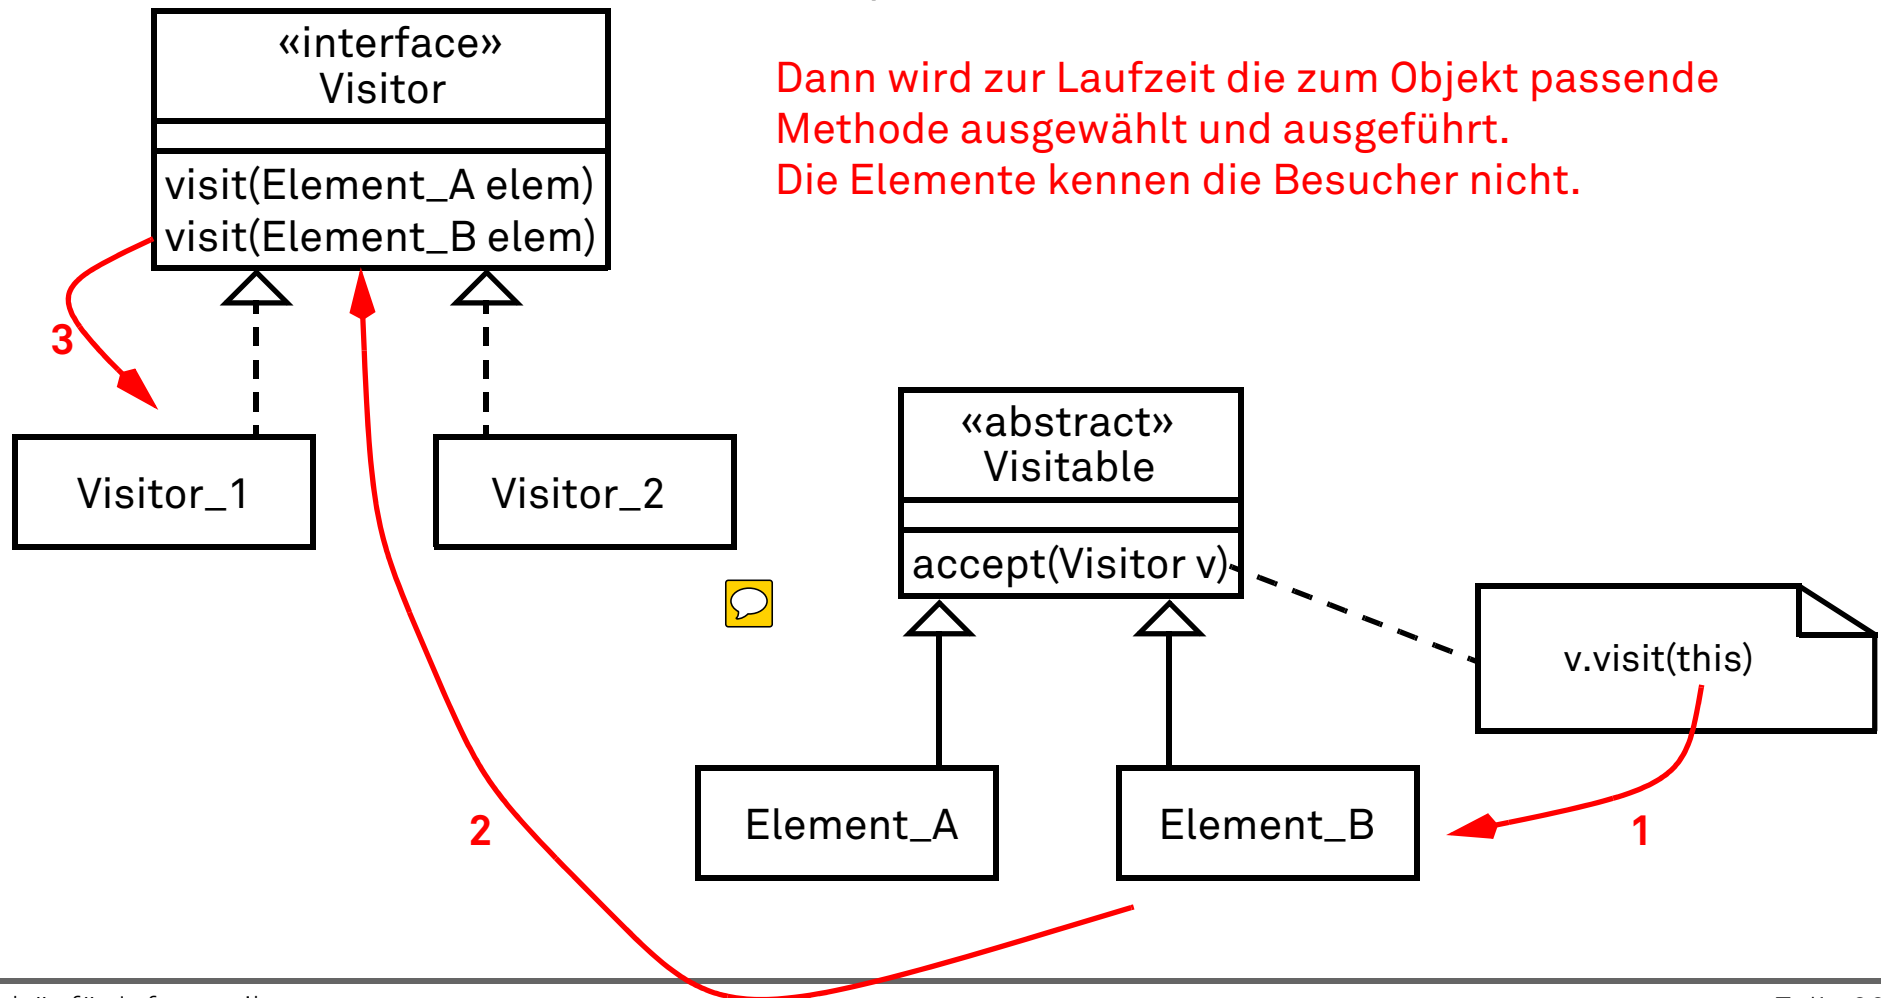 «interface»
Visitor
visit(Element_A elem)
visit(Element_B elem)
Dann wird zur Laufzeit die zum Objekt passende
Methode ausgewählt und ausgeführt.
Die Elemente kennen die Besucher nicht.
3
Visitor_1
Visitor_2
«abstract»
Visitable
accept(Visitor v)
v.visit(this)
Element_A
Element_B
2
1